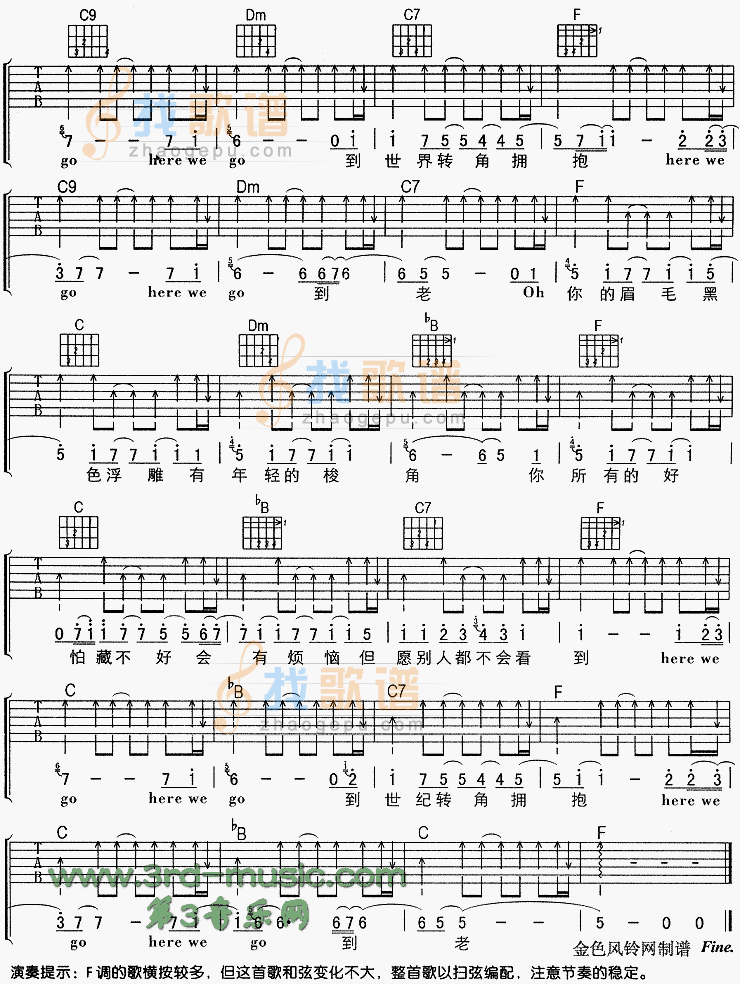 C9 Dm C7 F
T A B
找歌谱
zhaogepu.com
7 - - 7 i | 6 - - 0 i | i 7 5 5 4 5 | 5 7 i i - - 2 2 3
go here we go 到 世 界 转 角 拥 抱 here we
C9 Dm C7 F
T A B
3 7 7 - 7 i | 6 - 6 6 7 6 | 6 5 5 - 0 1 | 5 i 7 7 i i 5
go here we go 到 老 Oh 你 的 眉 毛 黑
C Dm ♭B F
T A B
找歌谱
zhaogepu.com
5 i 7 7 i i 1 | 5 i 7 7 i i | 6 - 6 5 1 | 5 i 7 7 i i
色 浮 雕 有 年 轻 的 梭 角 你 所 有 的 好
C ♭B C7 F
T A B
0 7 i i 7 7 5 5 6 7 | 7 i i 7 7 i i 5 | i i 2 3 4 3 i | i - - i 2 3
怕 藏 不 好 会 有 烦 恼 但 愿 别 人 都 不 会 看 到 here we
找歌谱
zhaogepu.com
C ♭B C7 F
T A B
7 - - 7 i | 6 - - 0 2 | i 7 5 5 4 5 | 5 i i - 2 2 3
go here we go 到 世 纪 转 角 拥 抱 here we
C ♭B C F
T A B
www.3rd-music.com
第3音乐网
3 7 7 - 7 i | i 6 · 6 7 6 | 6 5 5 - - | 5 - 0 0
go here we go 到 老
金色风铃网制谱 Fine.
演奏提示：F调的歌横按较多，但这首歌和弦变化不大，整首歌以扫弦编配，注意节奏的稳定。